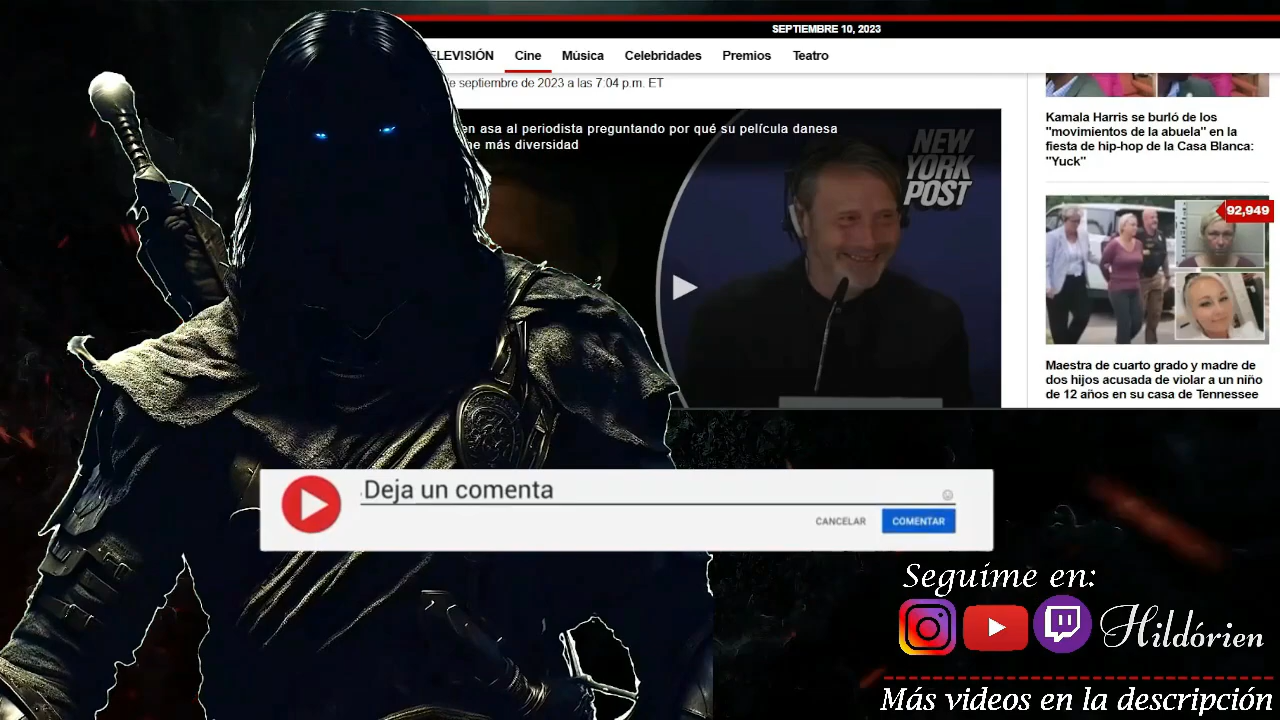 SEPTIEMBRE 10, 2023
ELEVISIÓN Cine Música Celebridades Premios Teatro
de septiembre de 2023 a las 7:04 p.m. ET
en asa al periodista preguntando por qué su película danesa
ne más diversidad
NEW
YORK
POST
Kamala Harris se burló de los
"movimientos de la abuela" en la
fiesta de hip-hop de la Casa Blanca:
"Yuck"
92,949
Maestra de cuarto grado y madre de
dos hijos acusada de violar a un niño
de 12 años en su casa de Tennessee
Deja un comenta
CANCELAR COMENTAR
Seguíme en:
Hildórien
Más videos en la descripción